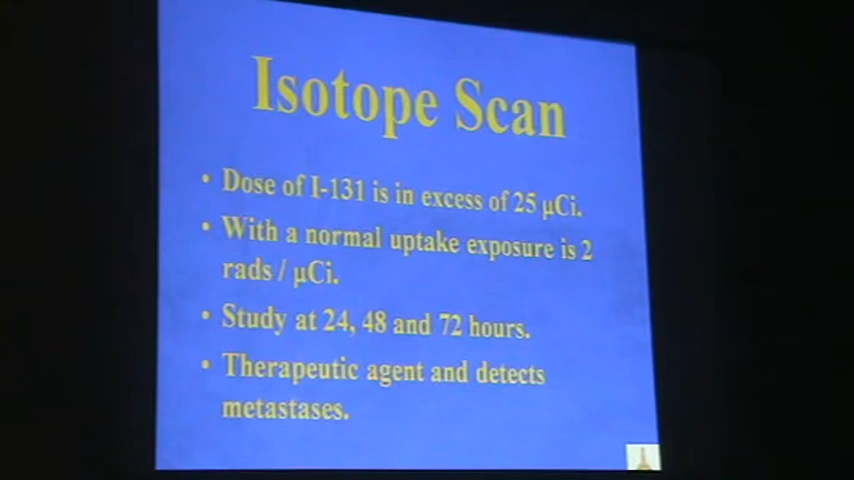 Isotope Scan
• Dose of I-131 is in excess of 25 µCi.
• With a normal uptake exposure is 2
rads / µCi.
• Study at 24, 48 and 72 hours.
• Therapeutic agent and detects
metastases.